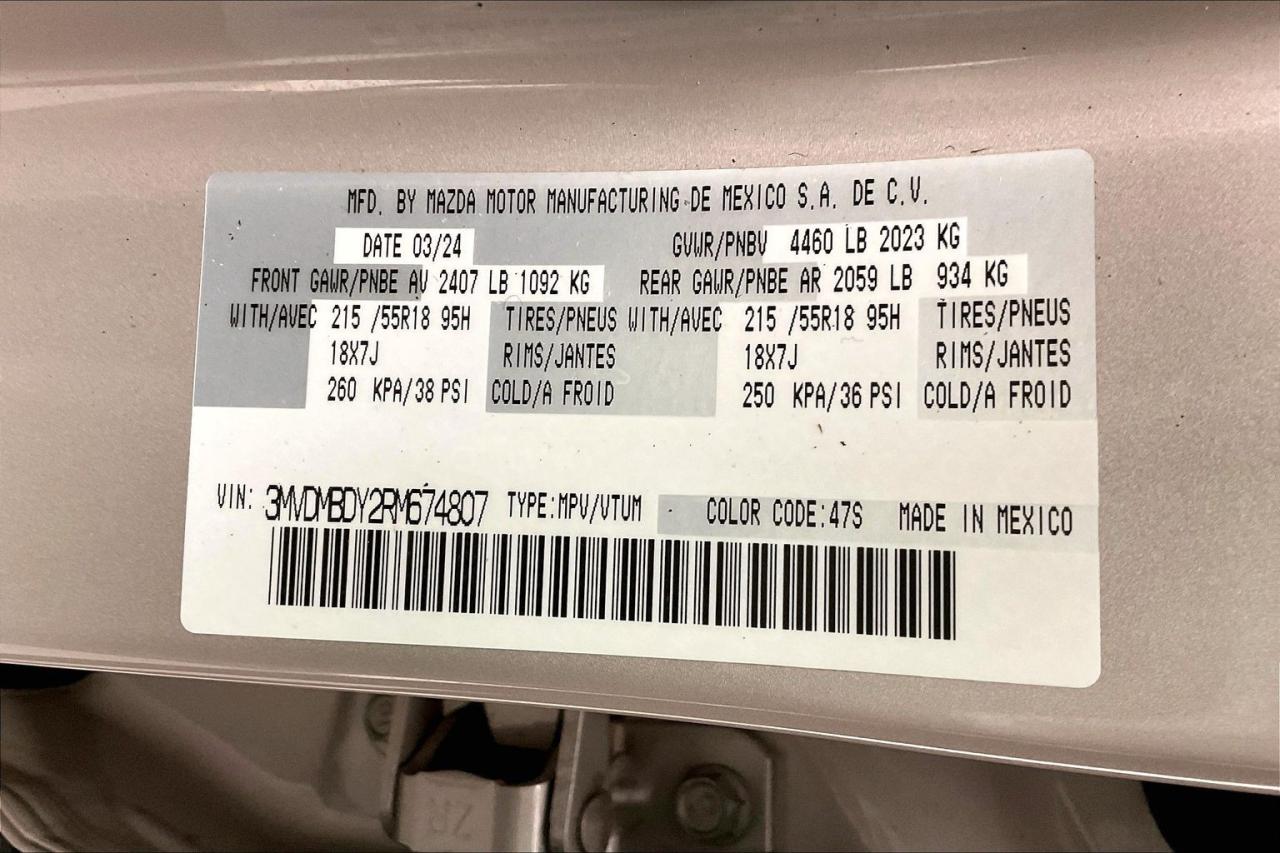 MFD. BY MAZDA MOTOR MANUFACTURING DE MEXICO S.A. DE C.V.
DATE 03/24 GVWR/PNBV 4460 LB 2023 KG
FRONT GAWR/PNBE AV 2407 LB 1092 KG REAR GAWR/PNBE AR 2059 LB 934 KG
WITH/AVEC 215 /55R18 95H TIRES/PNEUS WITH/AVEC 215 /55R18 95H TIRES/PNEUS
18X7J RIMS/JANTES 18X7J RIMS/JANTES
260 KPA/38 PSI COLD/A FROID 250 KPA/36 PSI COLD/A FROID
VIN: 3MVDMBDY2RM674807 TYPE:MPV/VTUM COLOR CODE:47S MADE IN MEXICO